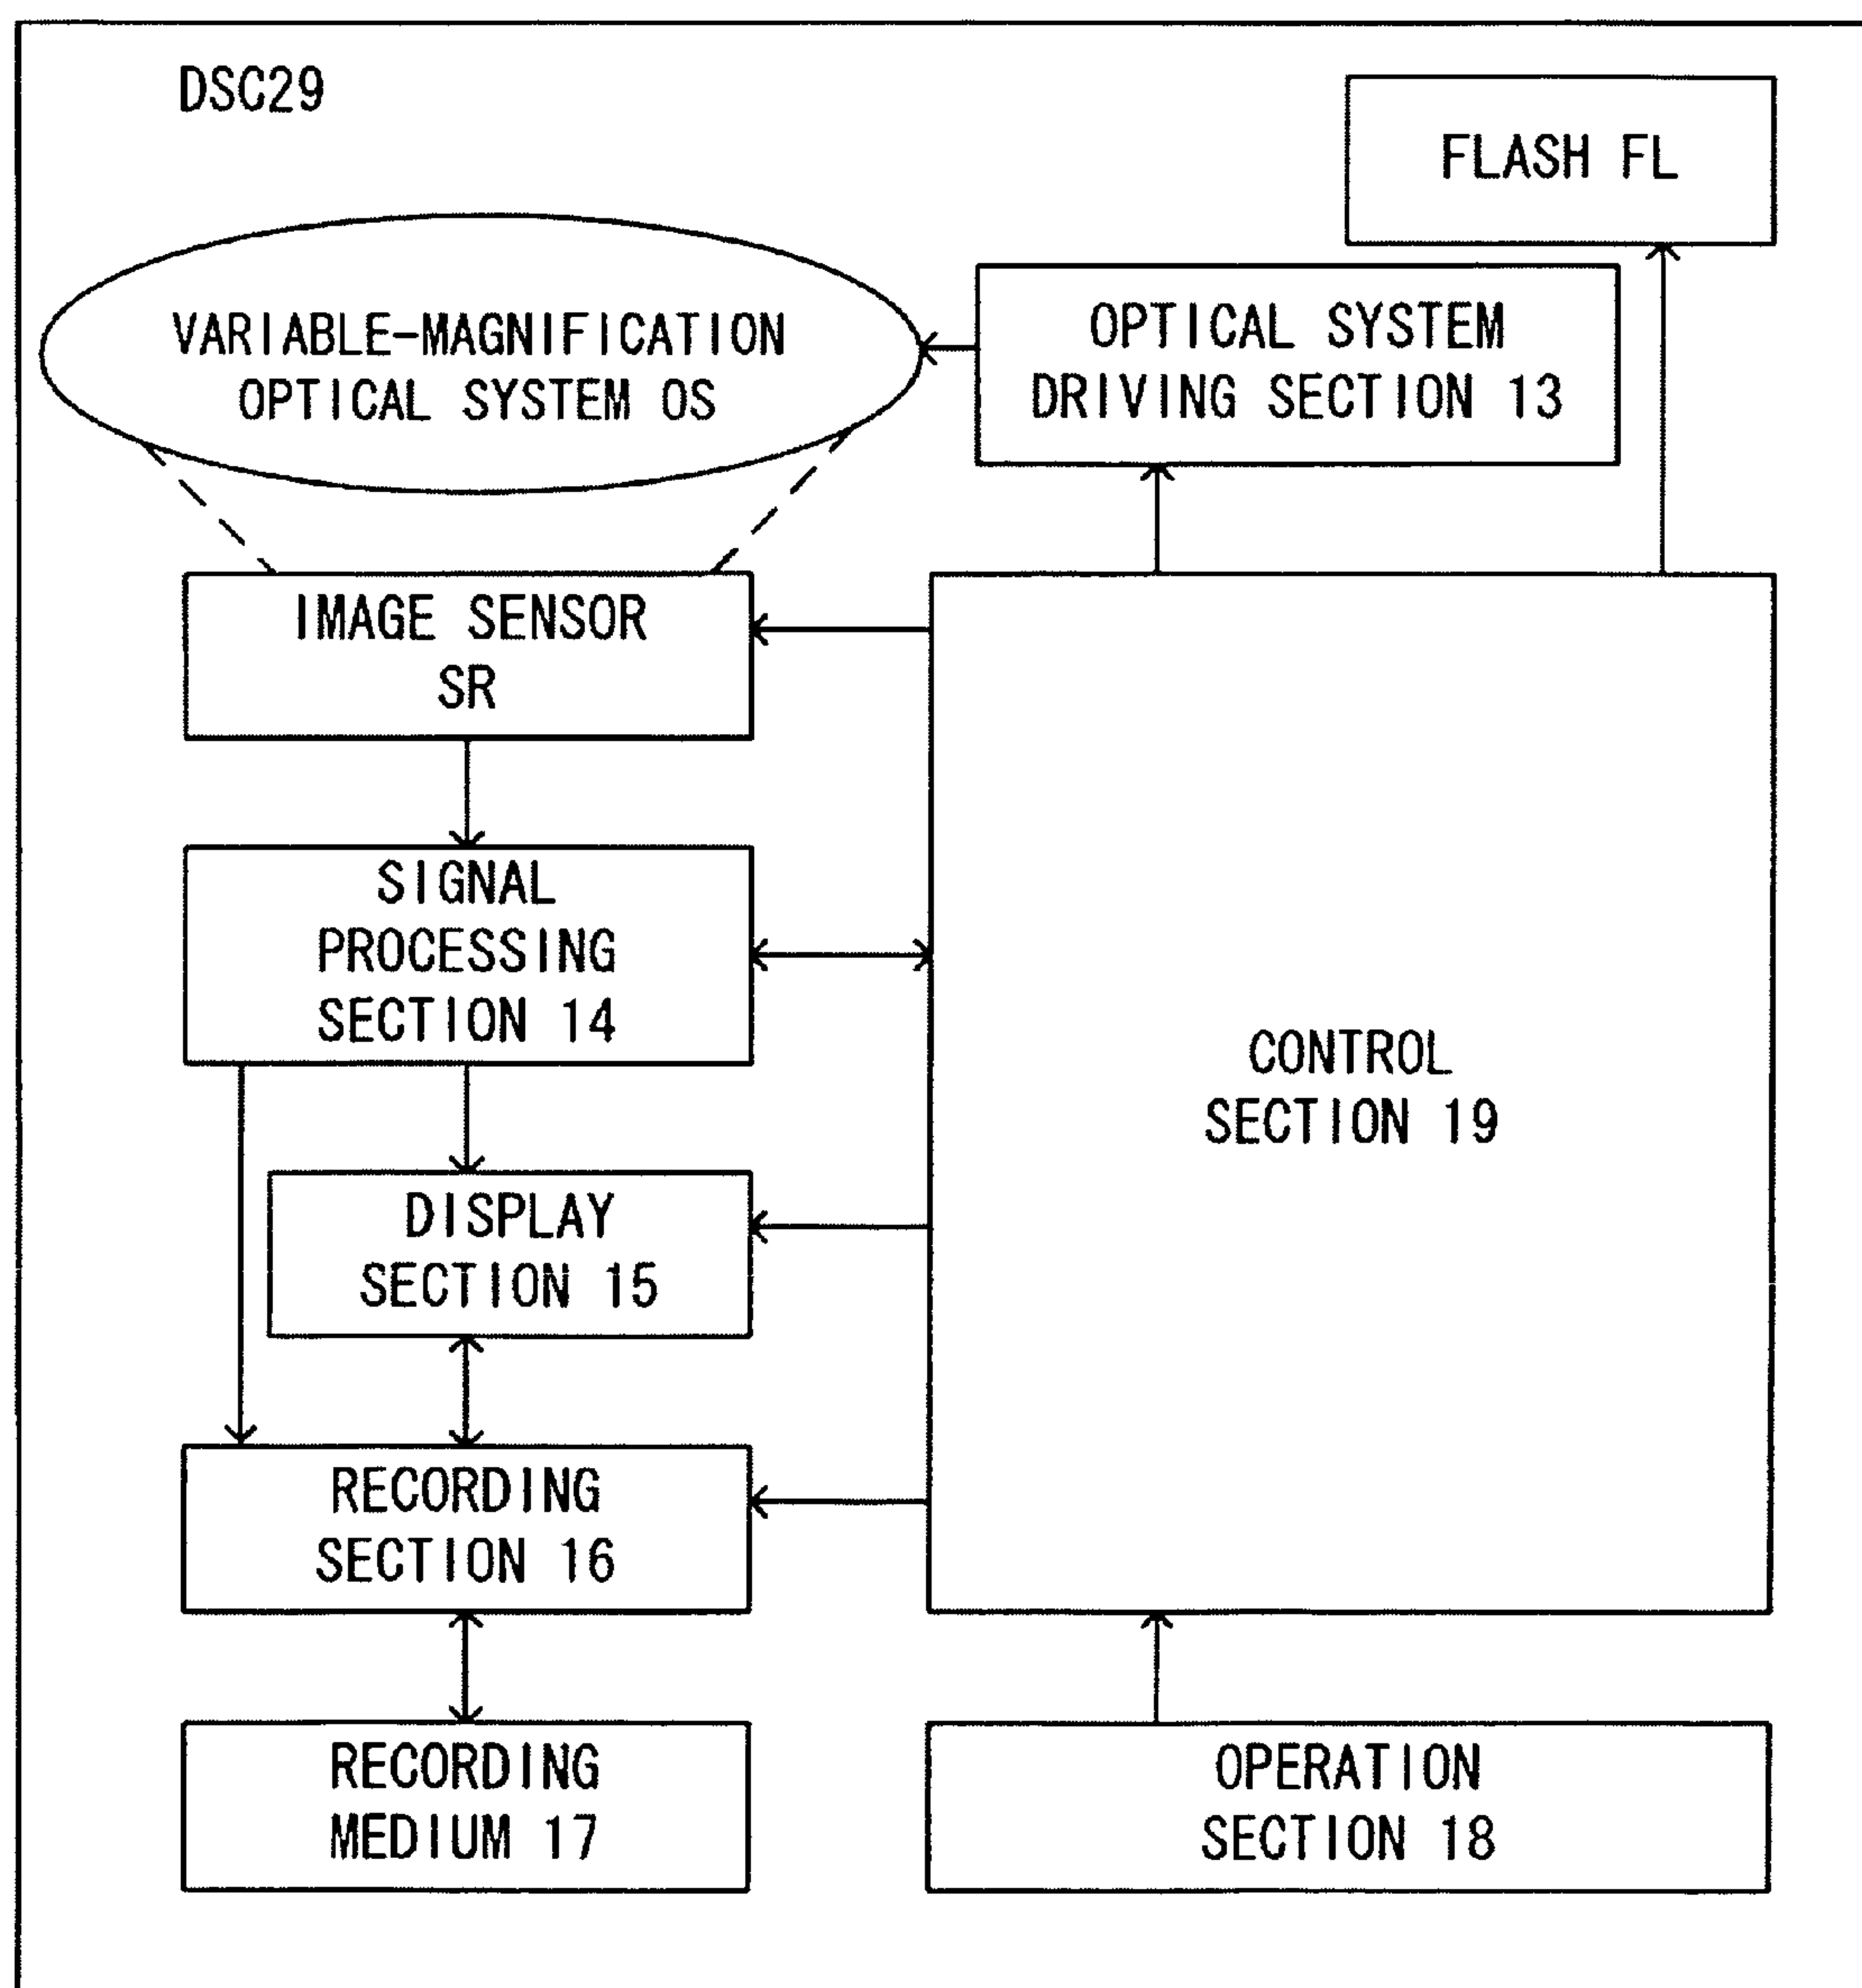 DSC29
FLASH FL
VARIABLE-MAGNIFICATION
OPTICAL SYSTEM OS
OPTICAL SYSTEM
DRIVING SECTION 13
IMAGE SENSOR
SR
SIGNAL
PROCESSING
SECTION 14
CONTROL
SECTION 19
DISPLAY
SECTION 15
RECORDING
SECTION 16
RECORDING
MEDIUM 17
OPERATION
SECTION 18